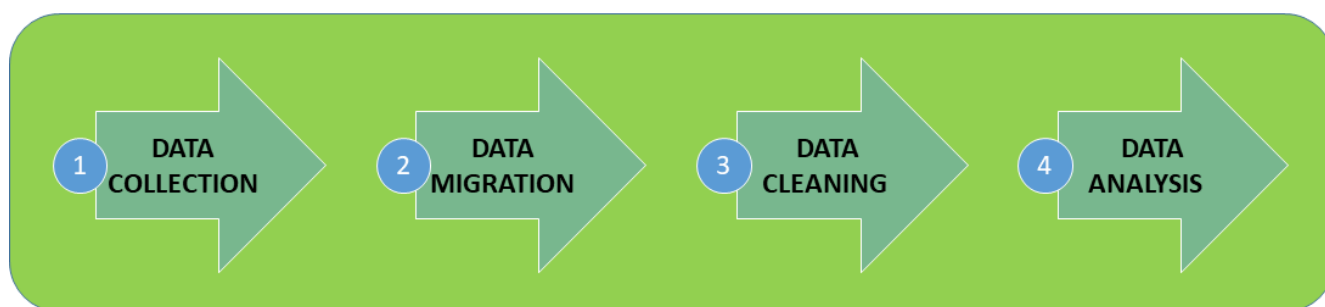 1
DATA
COLLECTION
2
DATA
MIGRATION
3
DATA
CLEANING
4
DATA
ANALYSIS